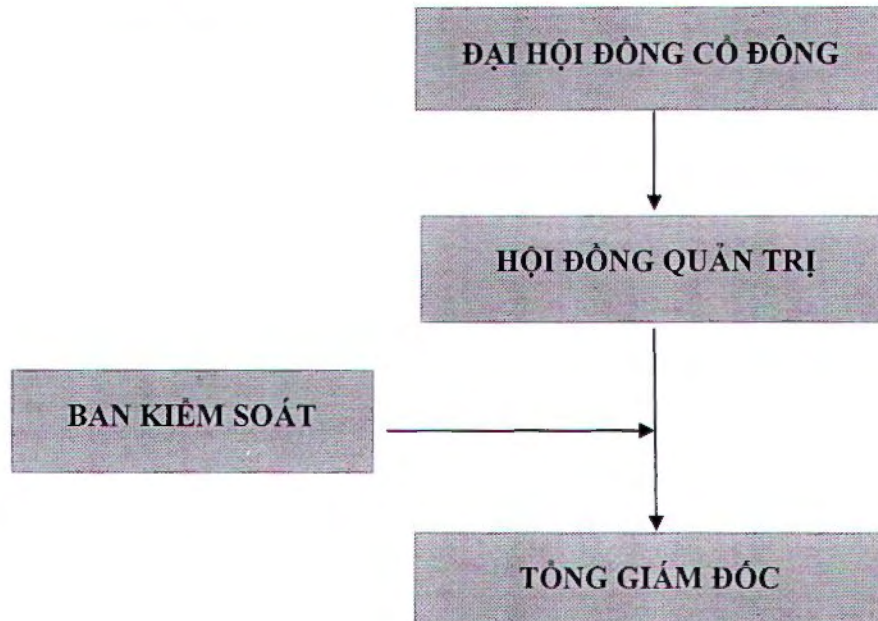 ĐẠI HỘI ĐỒNG CỔ ĐÔNG
HỘI ĐỒNG QUẢN TRỊ
BAN KIỂM SOÁT
TỔNG GIÁM ĐỐC